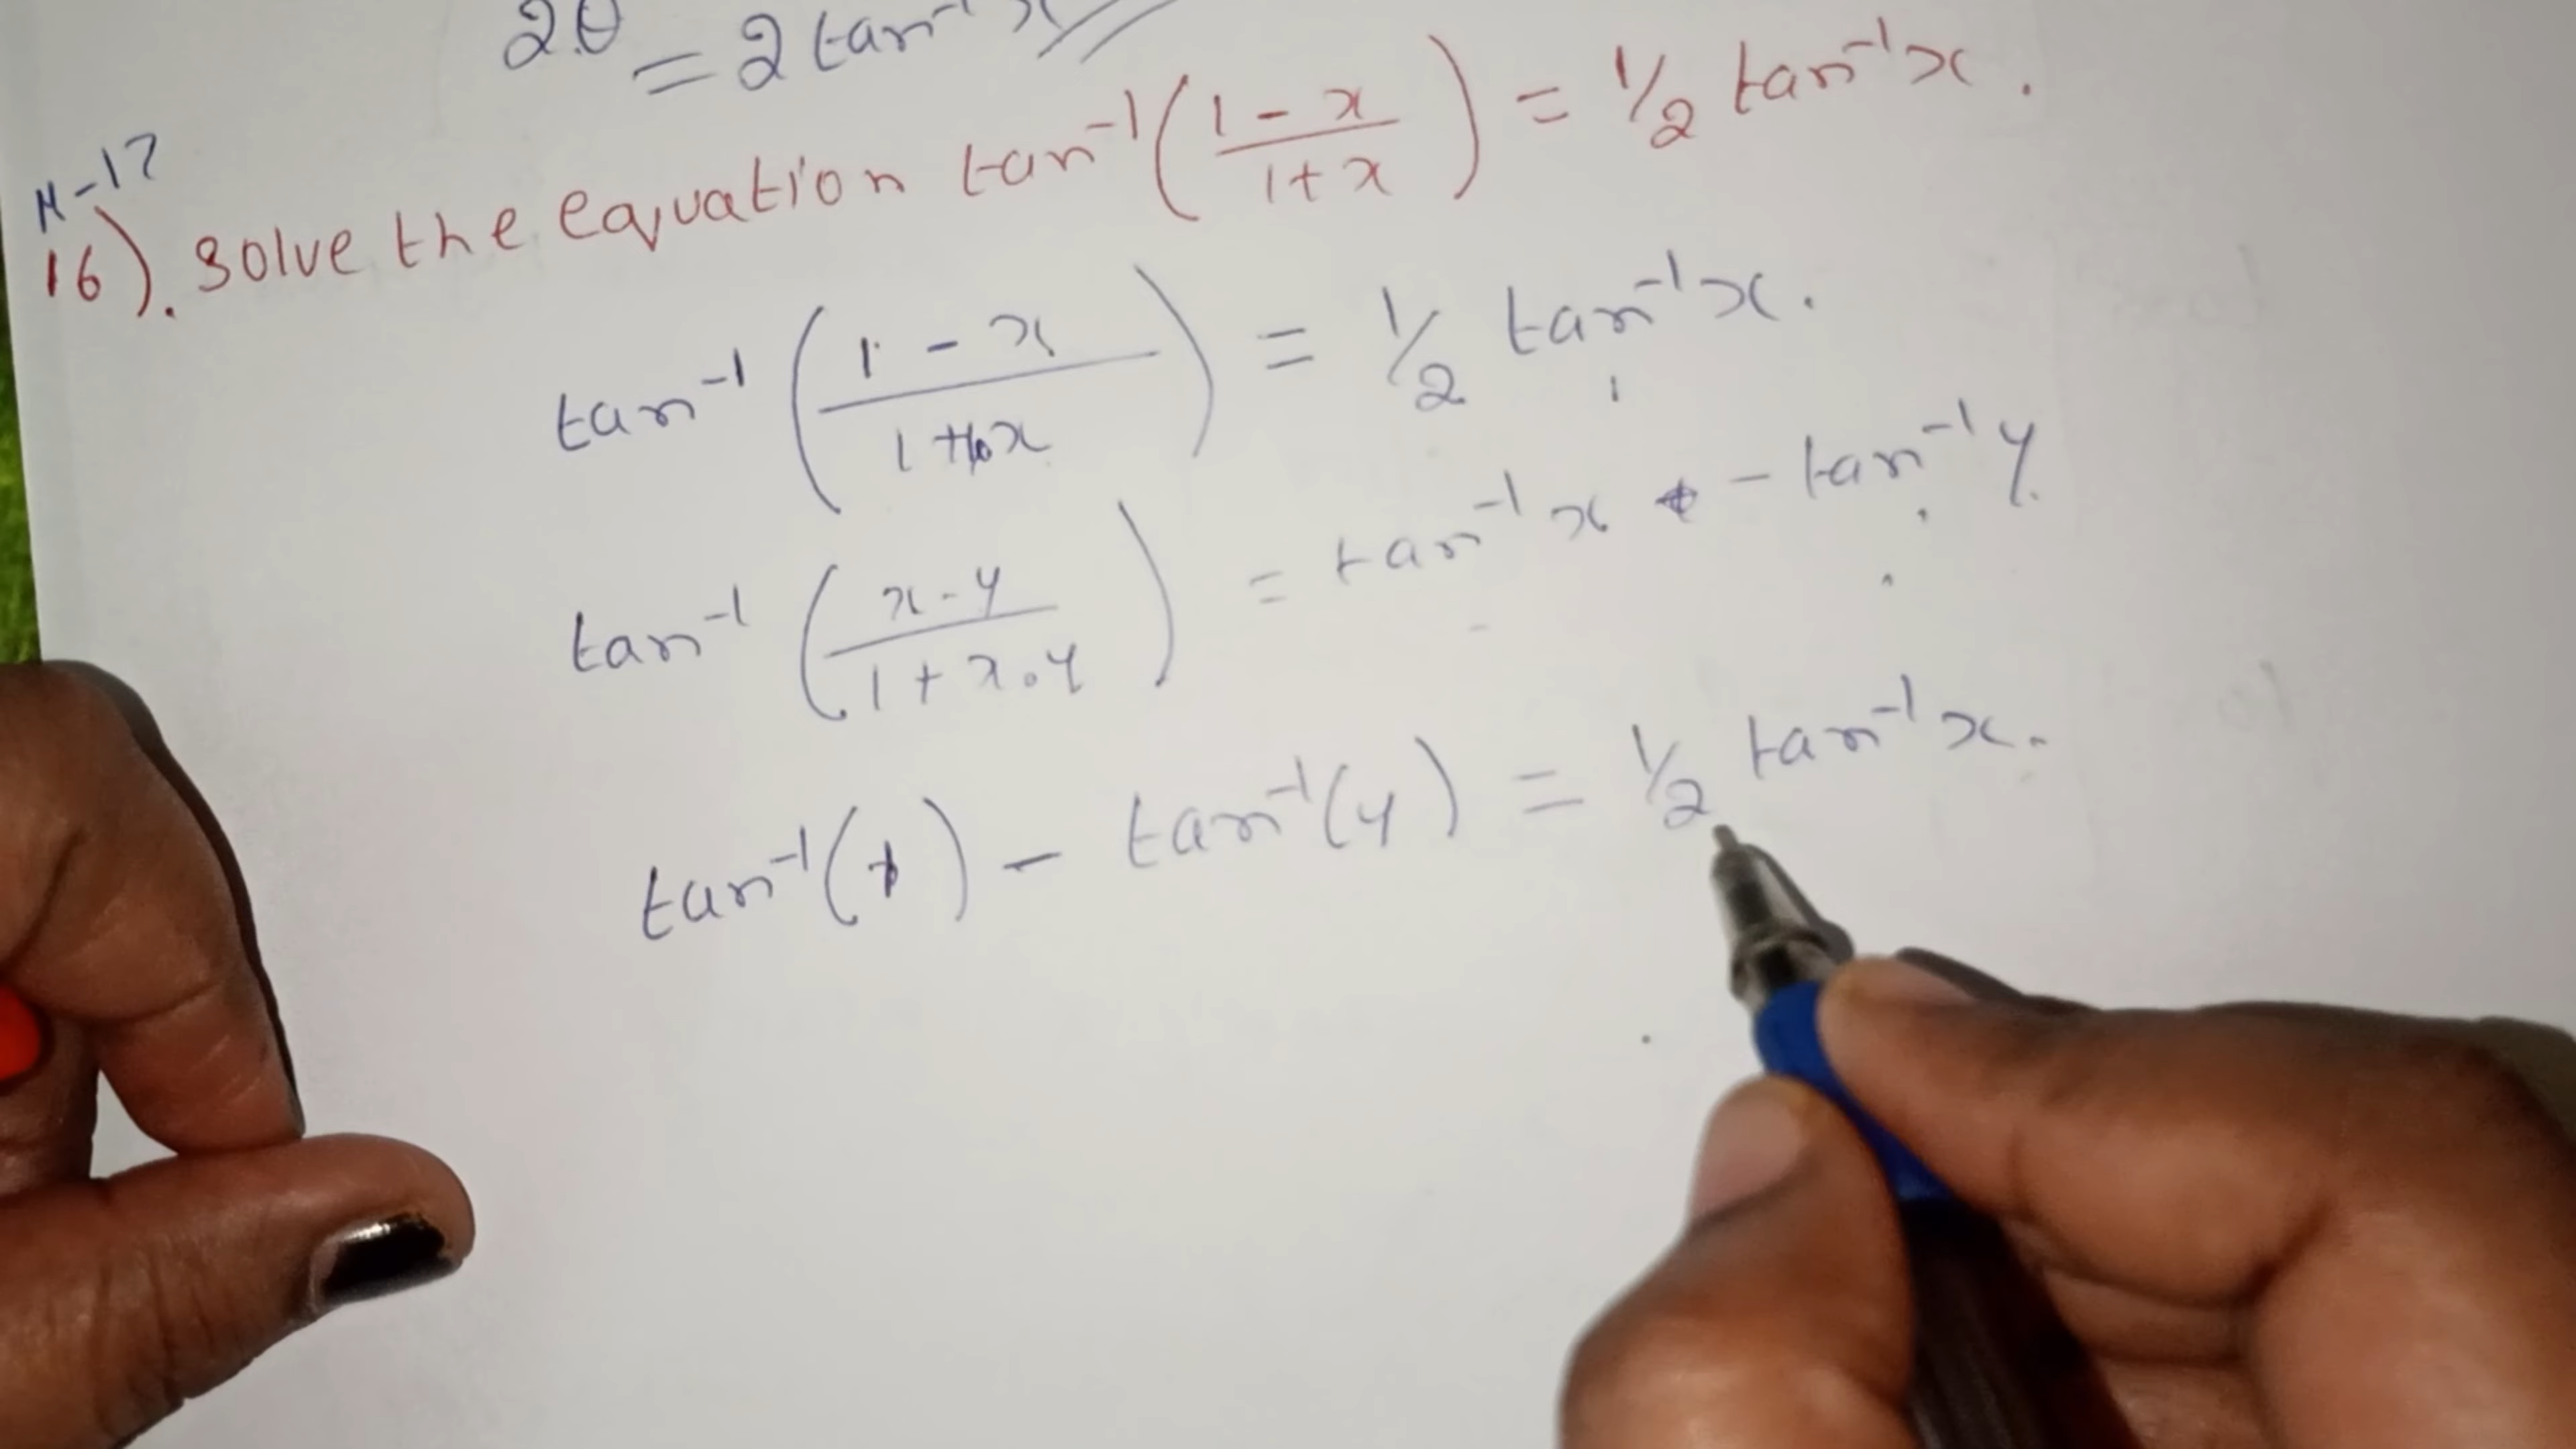 2θ = 2 tan⁻¹x
M-17
16). solve the equation tan⁻¹((1-x)/(1+x)) = 1/2 tan⁻¹x.
tan⁻¹((1-x)/(1+x)) = 1/2 tan⁻¹x.
tan⁻¹((x-y)/(1+x.y)) = tan⁻¹x - tan⁻¹y.
tan⁻¹(1) - tan⁻¹(y) = 1/2 tan⁻¹x.